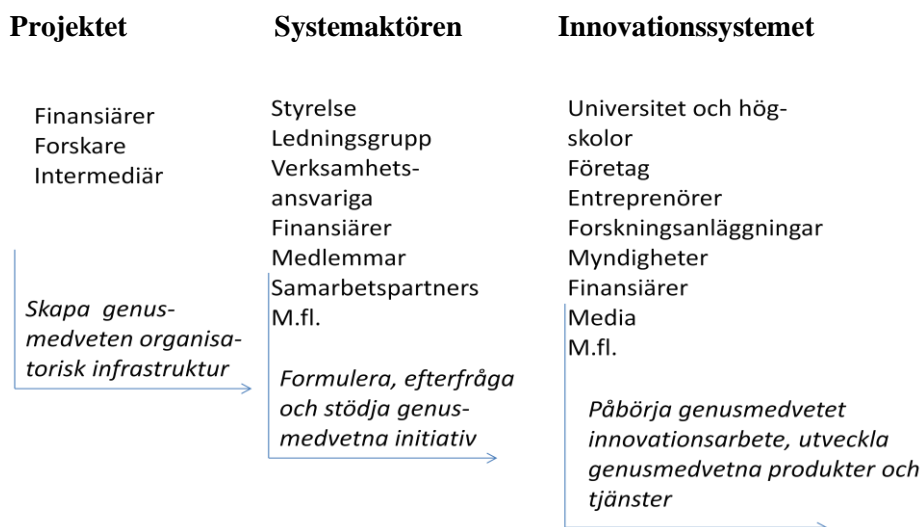 Projektet
Systemaktören
Innovationssystemet
Finansiärer
Forskare
Intermediär
Skapa genus-
medveten organisa-
torisk infrastruktur
Styrelse
Ledningsgrupp
Verksamhets-
ansvariga
Finansiärer
Medlemmar
Samarbetspartners
M.fl.
Formulera, efterfråga
och stödja genus-
medvetna initiativ
Universitet och hög-
skolor
Företag
Entreprenörer
Forskningsanläggningar
Myndigheter
Finansiärer
Media
M.fl.
Påbörja genusmedvetet
innovationsarbete, utveckla
genusmedvetna produkter och
tjänster